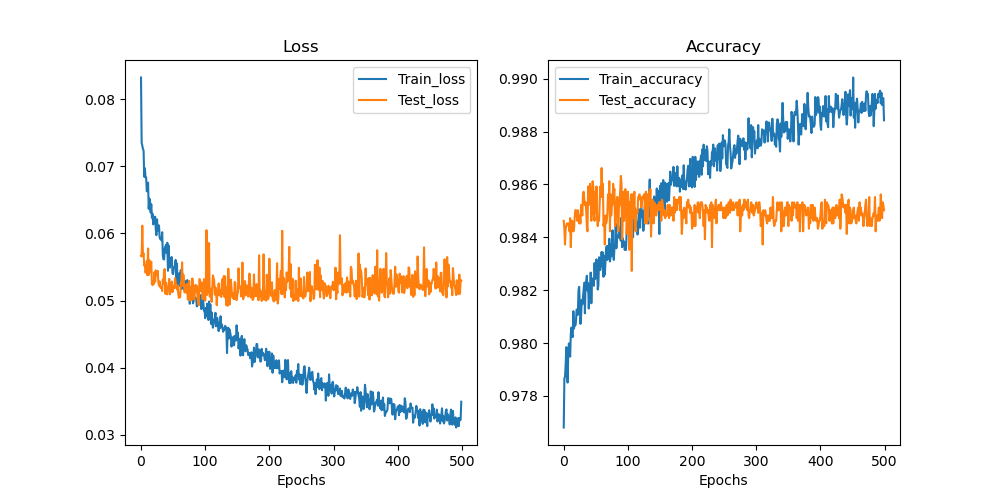 Loss
Train_loss
Test_loss
0.08
0.07
0.06
0.05
0.04
0.03
0 100 200 300 400 500
Epochs
Accuracy
Train_accuracy
Test_accuracy
0.990
0.988
0.986
0.984
0.982
0.980
0.978
0 100 200 300 400 500
Epochs